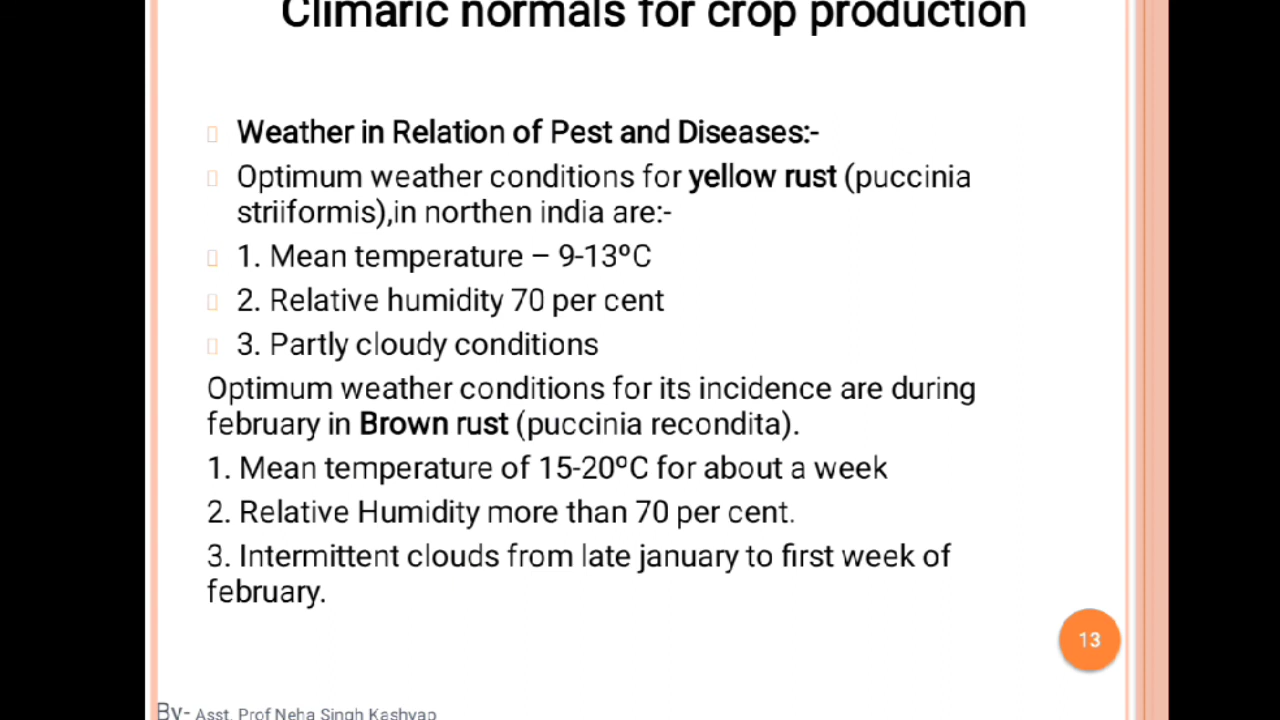 Climaric normals for crop production
Weather in Relation of Pest and Diseases:-
Optimum weather conditions for yellow rust (puccinia
striiformis),in northen india are:-
1. Mean temperature – 9-13ºC
2. Relative humidity 70 per cent
3. Partly cloudy conditions
Optimum weather conditions for its incidence are during
february in Brown rust (puccinia recondita).
1. Mean temperature of 15-20ºC for about a week
2. Relative Humidity more than 70 per cent.
3. Intermittent clouds from late january to first week of
february.
13
By- Asst. Prof Neha Singh Kashyap